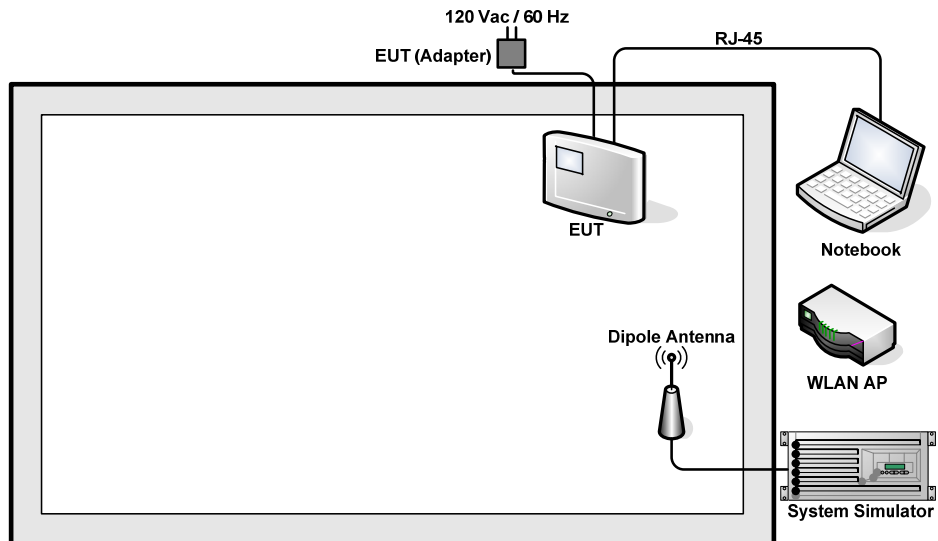 120 Vac / 60 Hz
EUT (Adapter)
RJ-45
EUT
Notebook
Dipole Antenna
WLAN AP
System Simulator